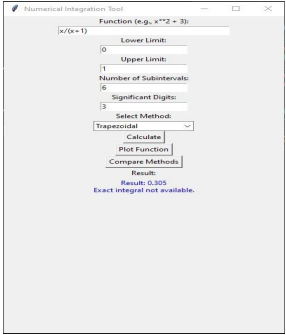 Numerical Integration Tool
Function (e.g., x**2 + 3):
x/(x+1)
Lower Limit:
0
Upper Limit:
1
Number of Subintervals:
6
Significant Digits:
3
Select Method:
Trapezoidal
Calculate
Plot Function
Compare Methods
Result:
Result: 0.305
Exact integral not available.